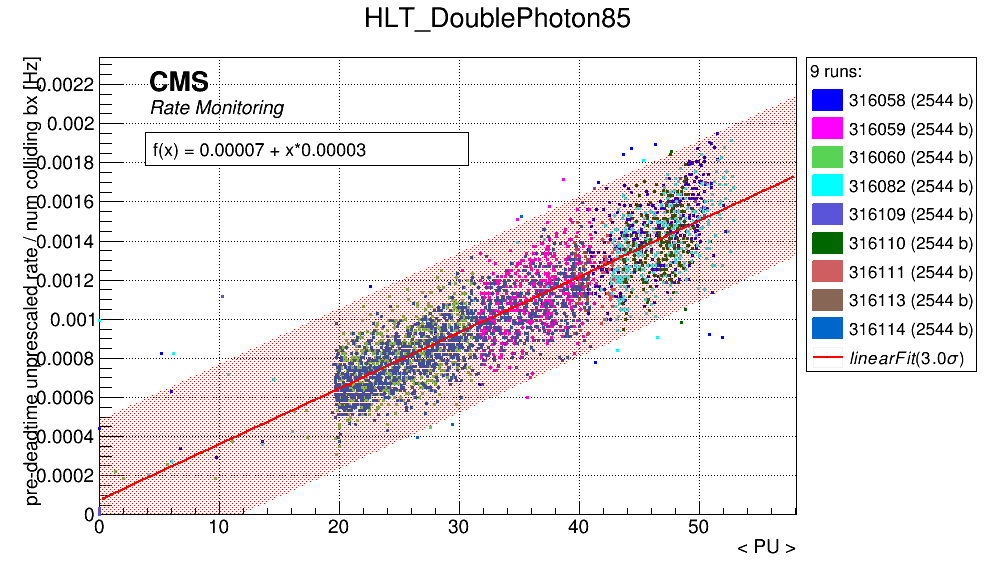 HLT_DoublePhoton85
pre-deadtime unprescaled rate / num colliding bx [Hz]
0.0022
0.002
0.0018
0.0016
0.0014
0.0012
0.001
0.0008
0.0006
0.0004
0.0002
0
CMS
Rate Monitoring
f(x) = 0.00007 + x*0.00003
0 10 20 30 40 50
< PU >
9 runs:
316058 (2544 b)
316059 (2544 b)
316060 (2544 b)
316082 (2544 b)
316109 (2544 b)
316110 (2544 b)
316111 (2544 b)
316113 (2544 b)
316114 (2544 b)
linearFit(3.0σ)